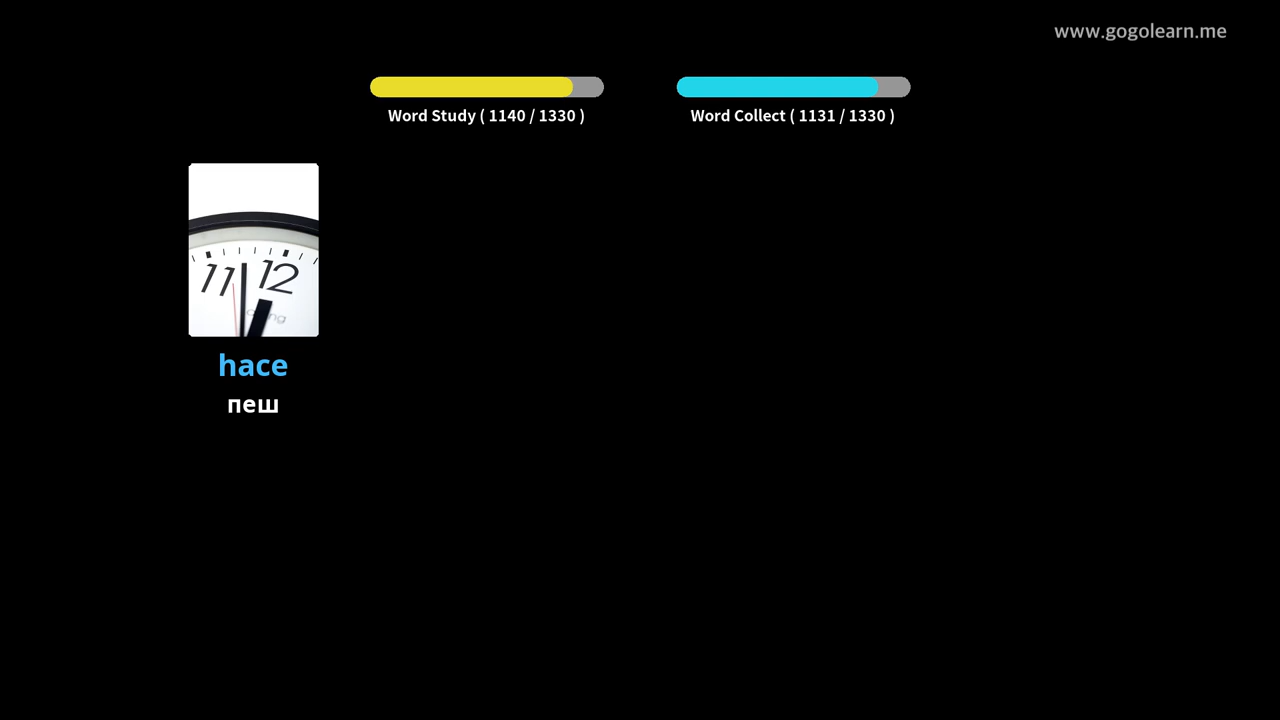 www.gogolearn.me
Word Study ( 1140 / 1330 )
Word Collect ( 1131 / 1330 )
11 12
hace
пеш